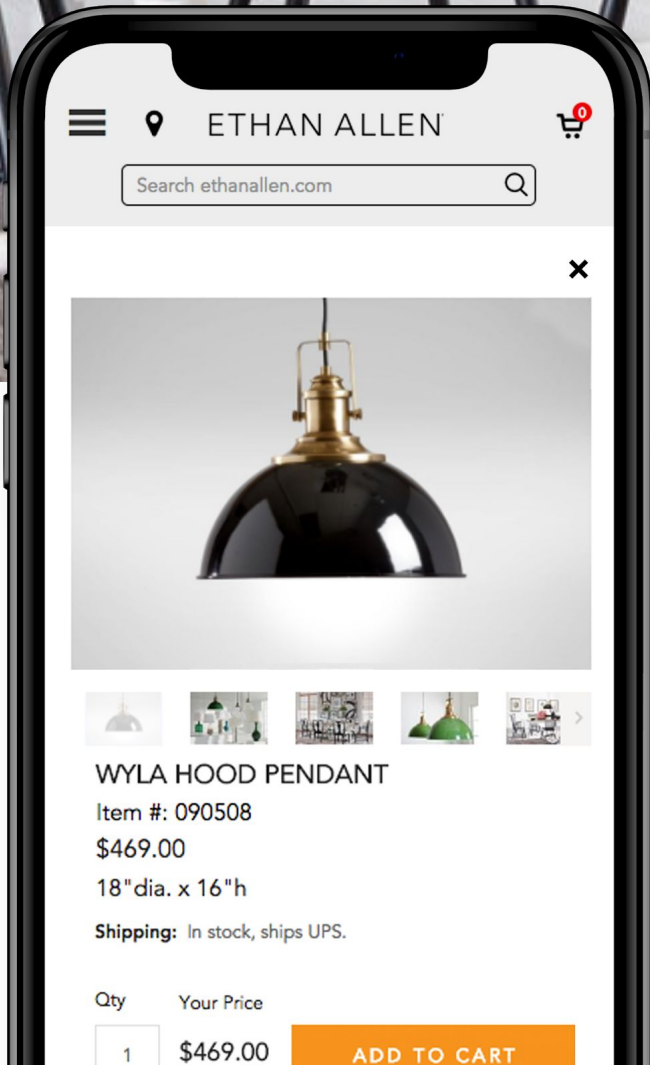 ETHAN ALLEN
0
Search ethanallen.com
WYLA HOOD PENDANT
Item #: 090508
$469.00
18"dia. x 16"h
Shipping: In stock, ships UPS.
Qty Your Price
1 $469.00 ADD TO CART